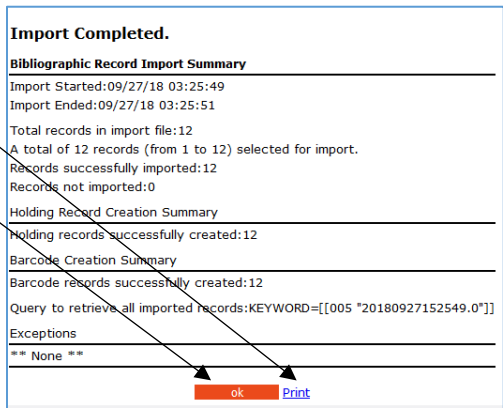 Import Completed.
Bibliographic Record Import Summary
Import Started:09/27/18 03:25:49
Import Ended:09/27/18 03:25:51
Total records in import file:12
A total of 12 records (from 1 to 12) selected for import.
Records successfully imported:12
Records not imported:0
Holding Record Creation Summary
Holding records successfully created:12
Barcode Creation Summary
Barcode records successfully created:12
Query to retrieve all imported records:KEYWORD=[[005 "20180927152549.0"]]
Exceptions
** None **
ok Print